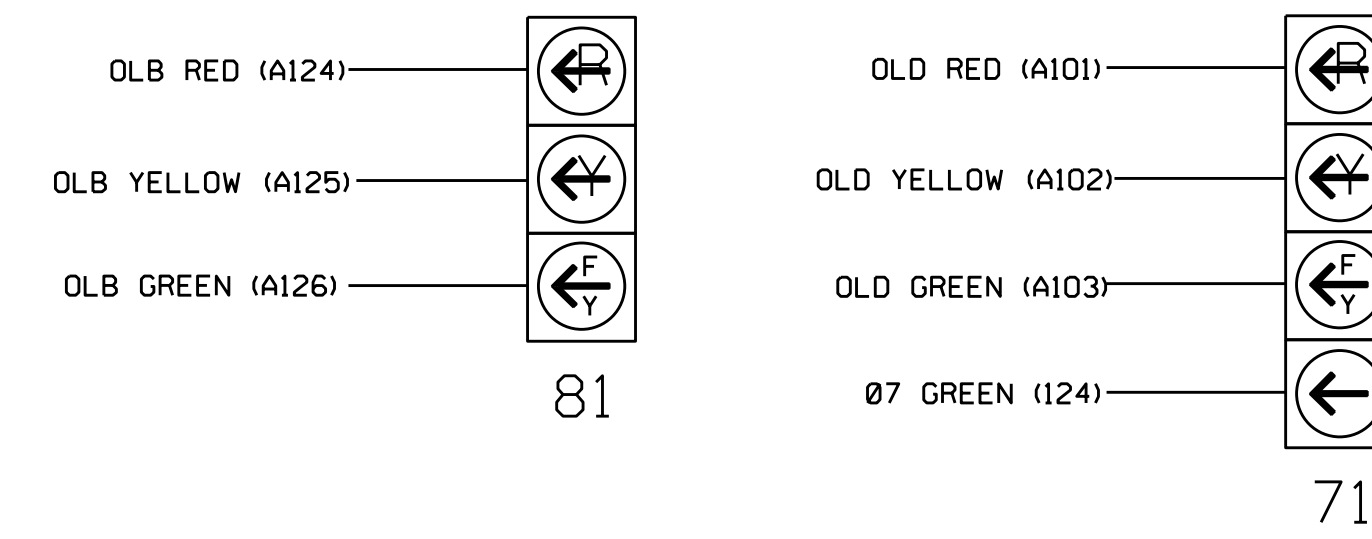 OLB RED (A124)
R
OLB YELLOW (A125)
Y
OLB GREEN (A126)
F
Y
81
OLD RED (A101)
R
OLD YELLOW (A102)
Y
OLD GREEN (A103)
F
Y
Ø7 GREEN (124)
71